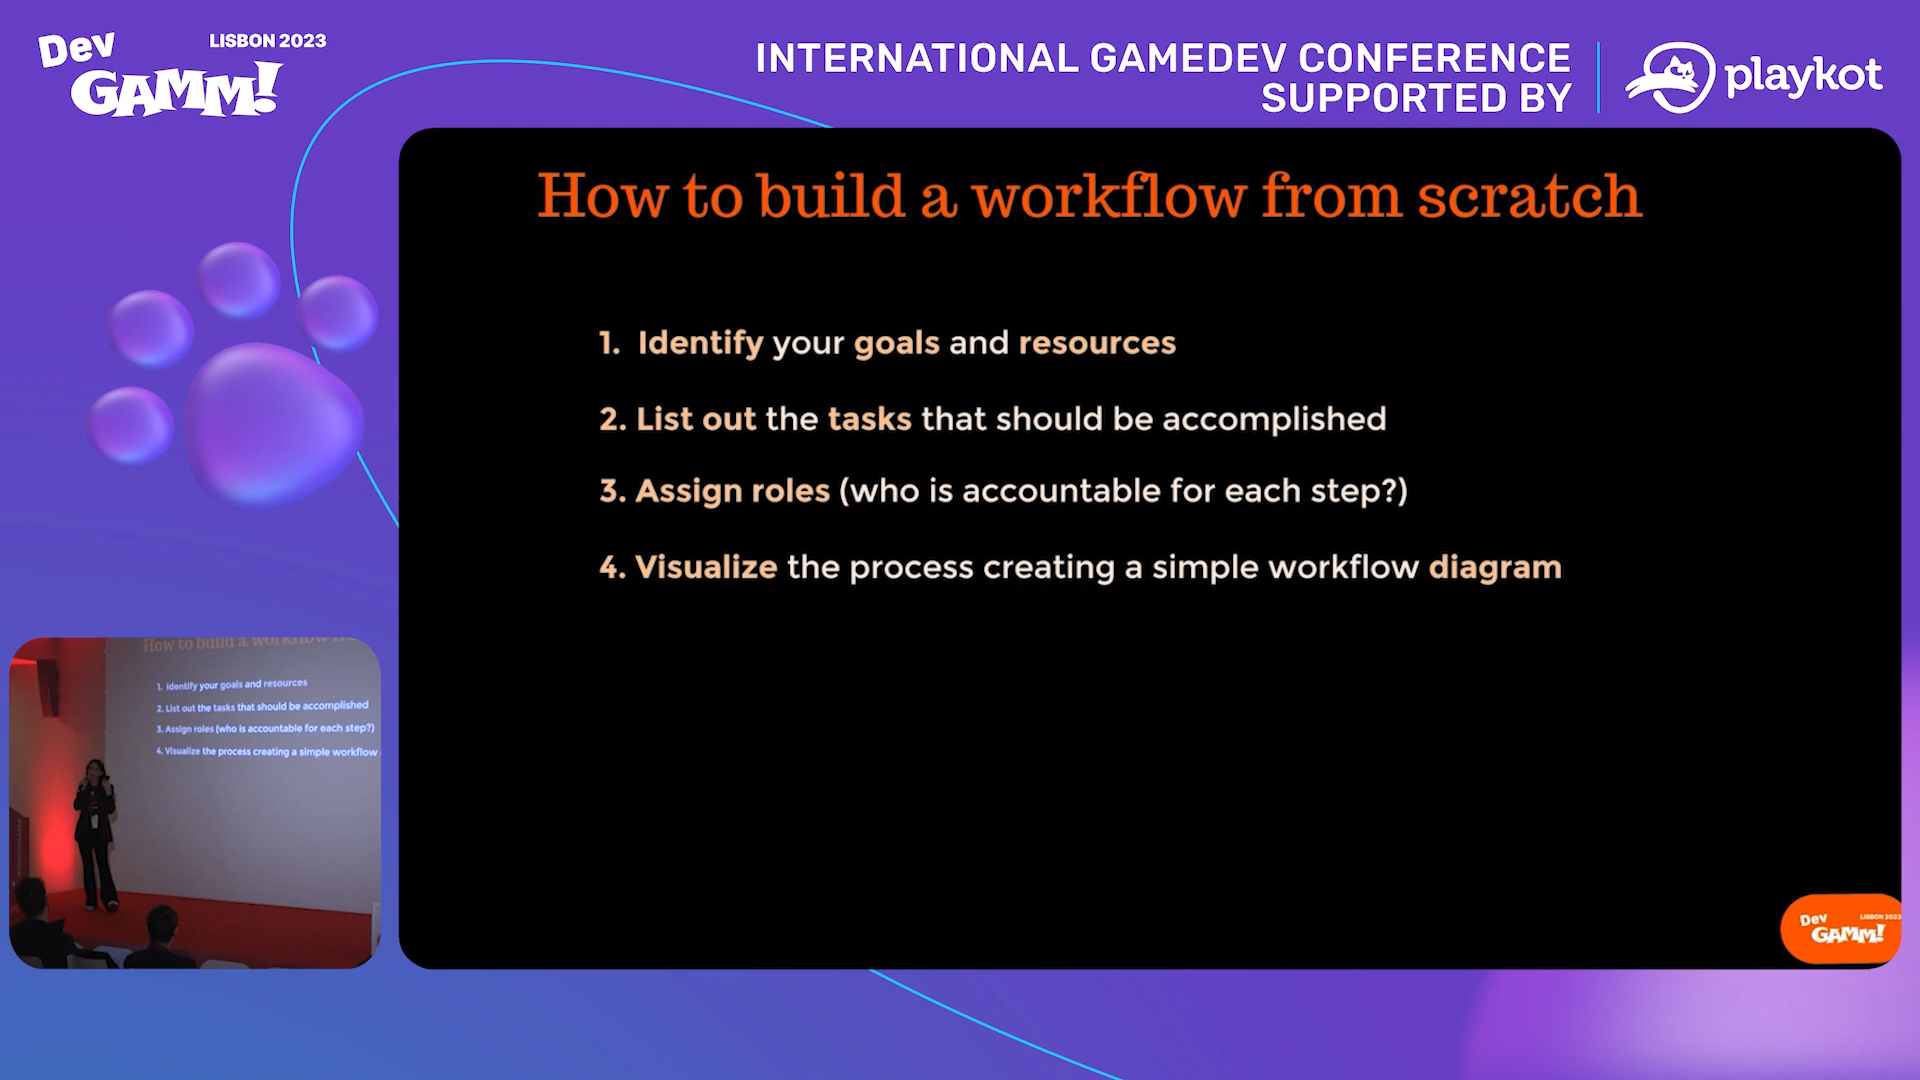 Dev
GAMM!
LISBON 2023
INTERNATIONAL GAMEDEV CONFERENCE
SUPPORTED BY
playkot
How to build a workflow from scratch
1. Identify your goals and resources
2. List out the tasks that should be accomplished
3. Assign roles (who is accountable for each step?)
4. Visualize the process creating a simple workflow diagram
How to build a workflow
1. Identify your goals and resources
2. List out the tasks that should be accomplished
3. Assign roles (who is accountable for each step?)
4. Visualize the process creating a simple workflow
Dev
GAMM!
LISBON 2023